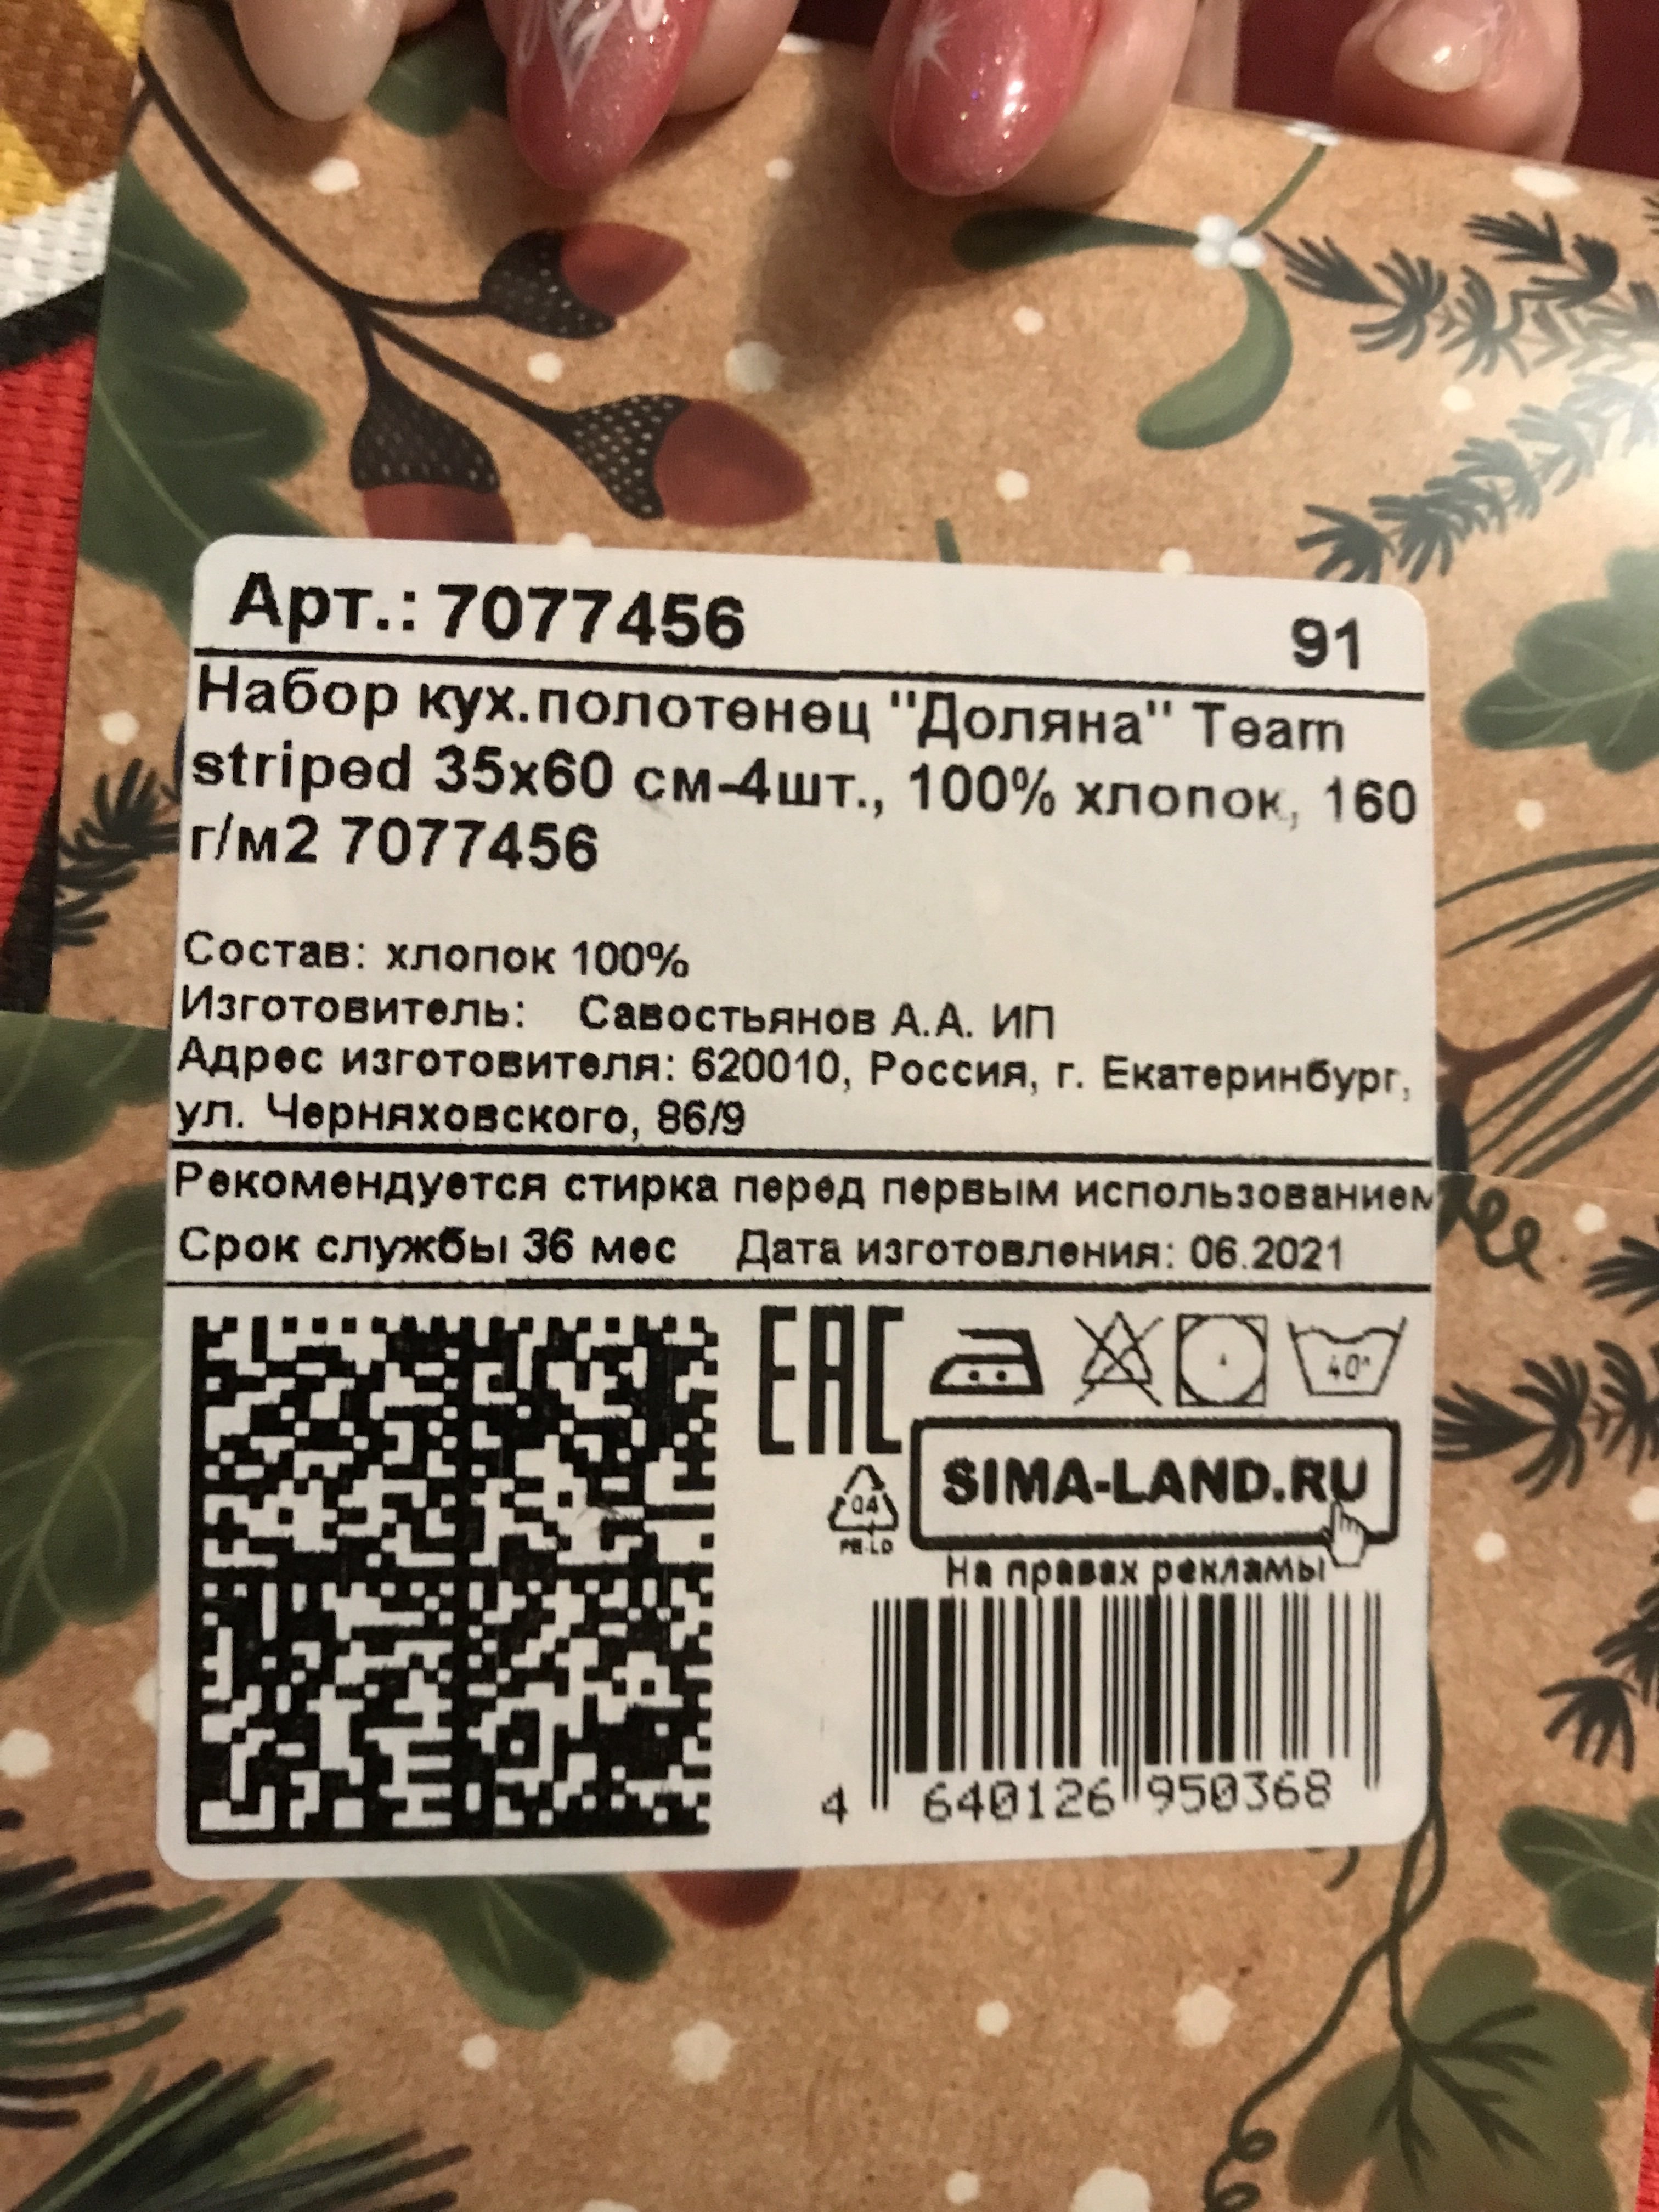 Арт.: 7077456
91
Набор кух.полотенец "Доляна" Team
striped 35х60 см-4шт., 100% хлопок, 160
г/м2 7077456
Состав: хлопок 100%
Изготовитель: Савостьянов А.А. ИП
Адрес изготовителя: 620010, Россия, г. Екатеринбург,
ул. Черняховского, 86/9
Рекомендуется стирка перед первым использованием
Срок службы 36 мес Дата изготовления: 06.2021
EAC
40°
04
PE-LD
SIMA-LAND.RU
На правах рекламы
4 640126 950368